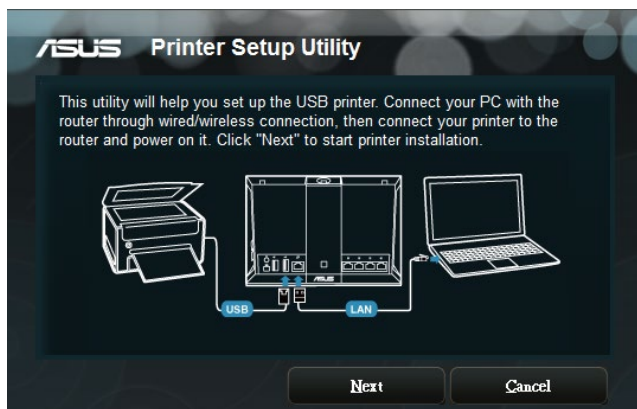 ASUS Printer Setup Utility
This utility will help you set up the USB printer. Connect your PC with the
router through wired/wireless connection, then connect your printer to the
router and power on it. Click "Next" to start printer installation.
ASUS
USB
LAN
Next
Cancel